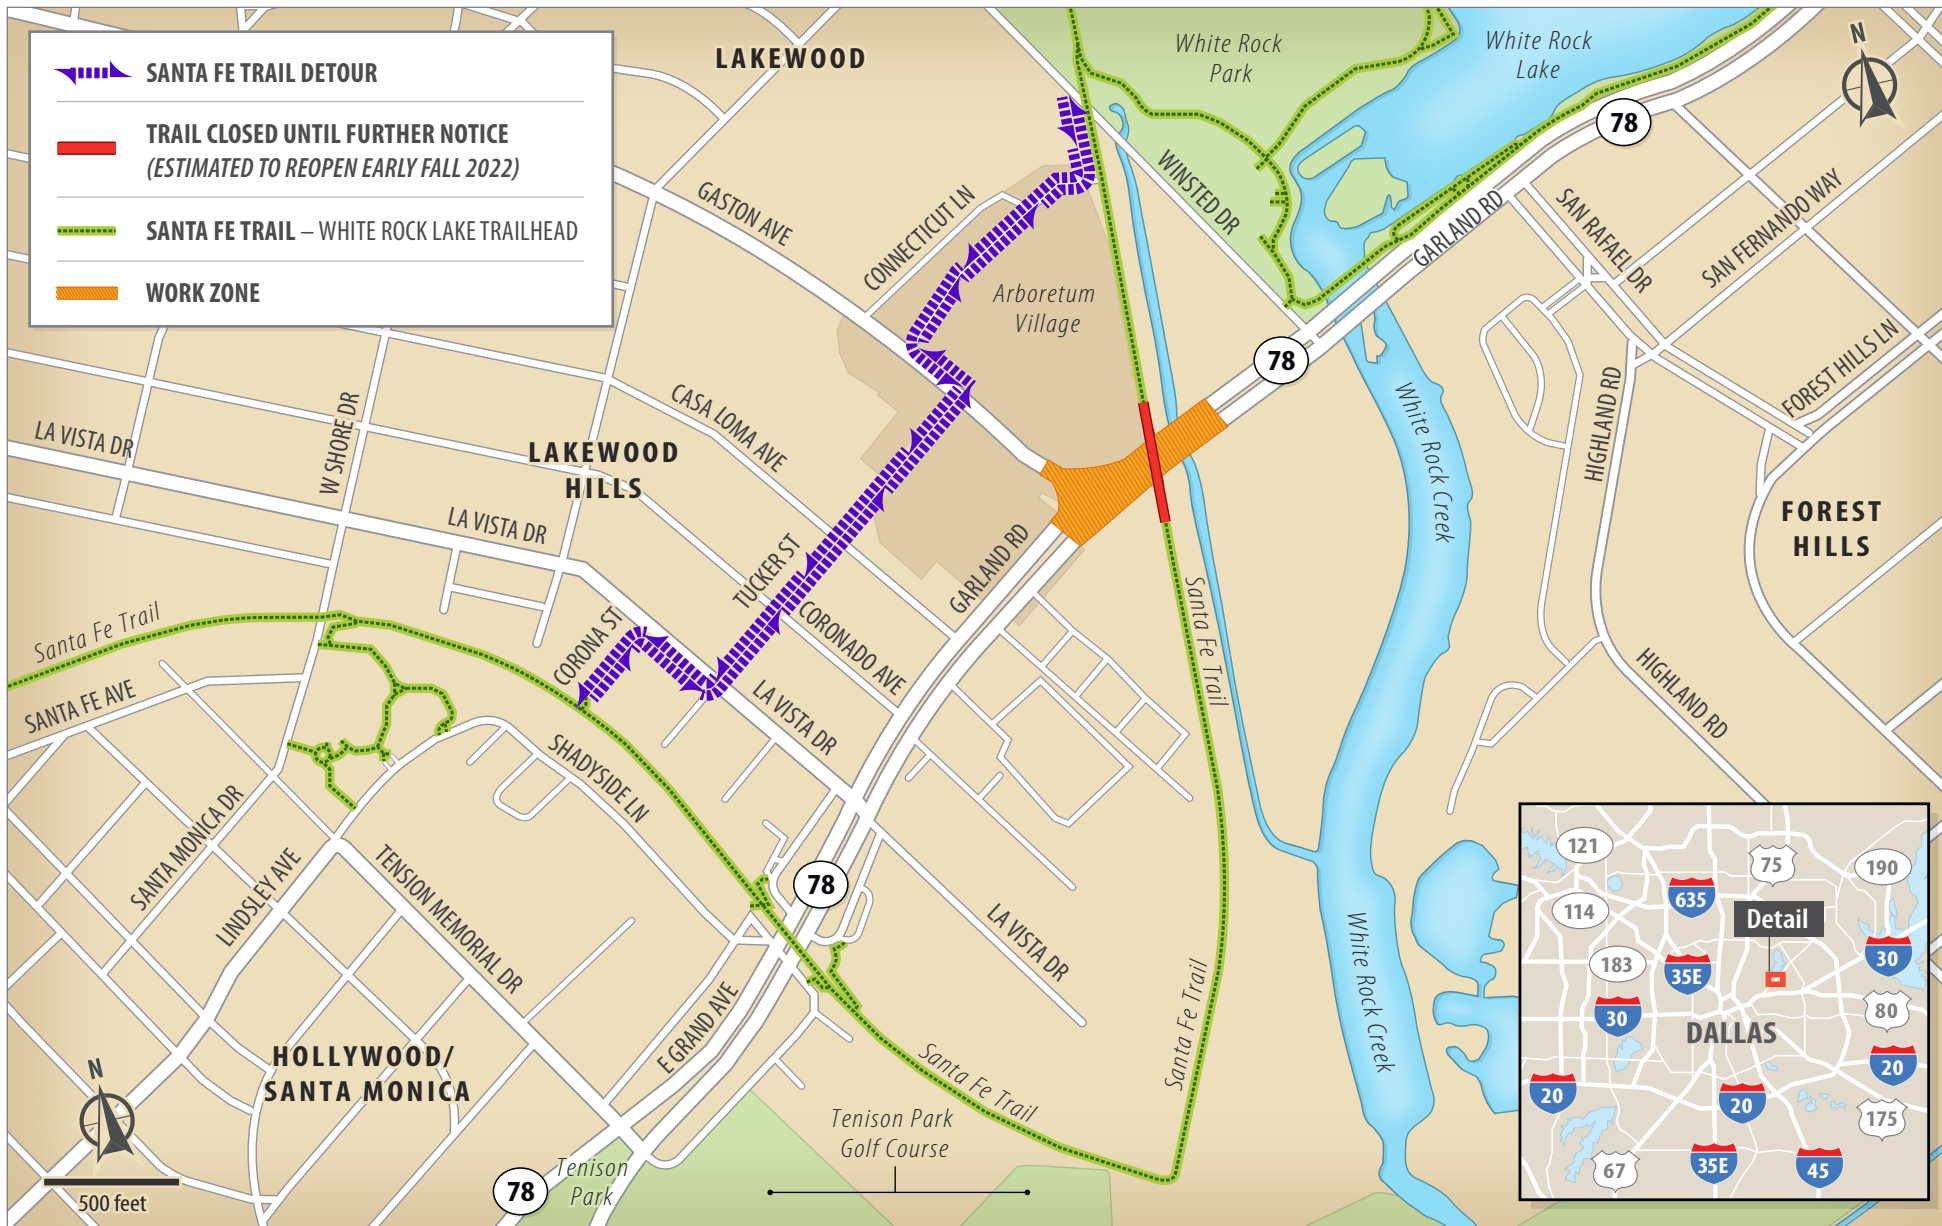 SANTA FE TRAIL DETOUR
TRAIL CLOSED UNTIL FURTHER NOTICE
(ESTIMATED TO REOPEN EARLY FALL 2022)
SANTA FE TRAIL – WHITE ROCK LAKE TRAILHEAD
WORK ZONE
LAKEWOOD
White Rock
Park
White Rock
Lake
N
78
GASTON AVE
CONNECTICUT LN
WINSTED DR
GARLAND RD
SAN RAFAEL DR
SAN FERNANDO WAY
Arboretum
Village
78
FOREST HILLS LN
HIGHLAND RD
White Rock Creek
LA VISTA DR
W SHORE DR
CASA LOMA AVE
LAKEWOOD
HILLS
LA VISTA DR
TUCKER ST
GARLAND RD
FOREST
HILLS
Santa Fe Trail
CORONA ST
CORONADO AVE
Santa Fe Trail
SANTA FE AVE
LA VISTA DR
HIGHLAND RD
SHADYSIDE LN
SANTA MONICA DR
LINDSLEY AVE
TENSION MEMORIAL DR
78
LA VISTA DR
White Rock Creek
E GRAND AVE
Santa Fe Trail
Santa Fe Trail
HOLLYWOOD/
SANTA MONICA
N
500 feet
Tenison Park
Golf Course
Tenison
Park
78
121
75
190
635
114
Detail
30
183
35E
30
80
DALLAS
20
20
20
175
67
35E
45